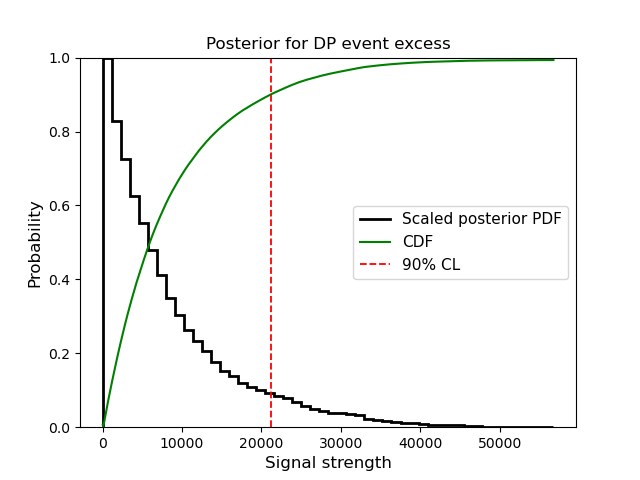 Posterior for DP event excess
1.0
0.8
0.6
0.4
0.2
0.0
Probability
Scaled posterior PDF
CDF
90% CL
0 10000 20000 30000 40000 50000
Signal strength